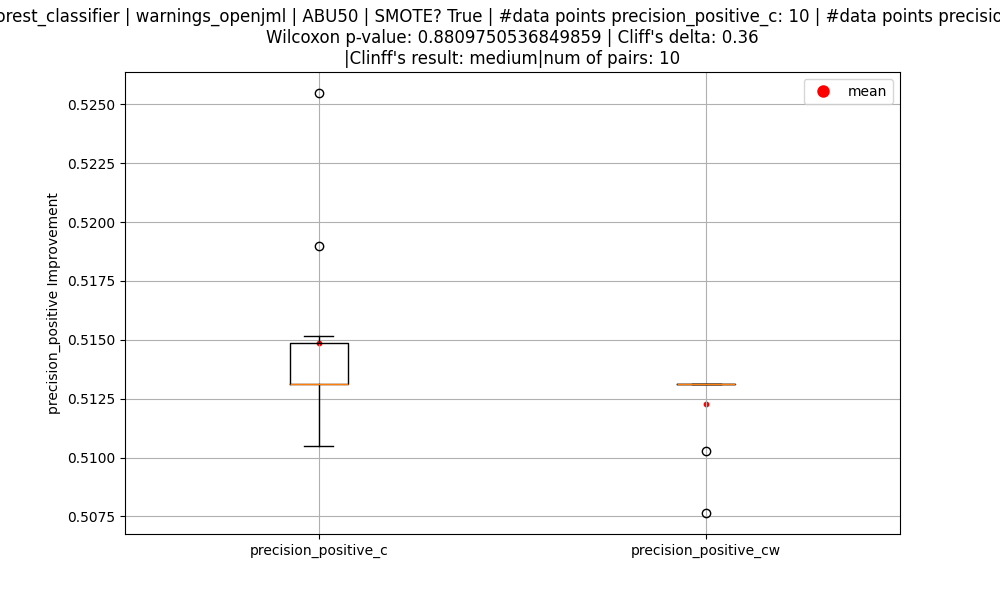 orest_classifier | warnings_openjml | ABU50 | SMOTE? True | #data points precision_positive_c: 10 | #data points precisio
Wilcoxon p-value: 0.8809750536849859 | Cliff's delta: 0.36
|Clinff's result: medium|num of pairs: 10
mean
0.5250
0.5225
0.5200
0.5175
0.5150
0.5125
0.5100
0.5075
precision_positive Improvement
precision_positive_c
precision_positive_cw